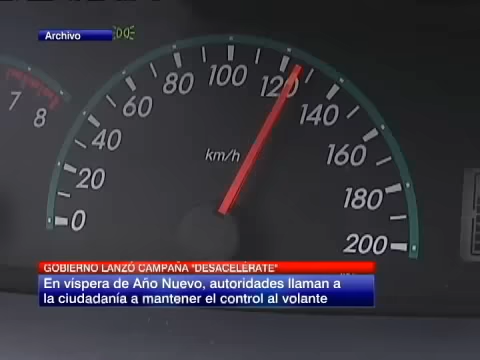 Archivo
7
8
0
20
40
60
80
100
120
140
160
180
200
km/h
GOBIERNO LANZÓ CAMPAÑA "DESACELÉRATE"
En víspera de Año Nuevo, autoridades llaman a
la ciudadanía a mantener el control al volante